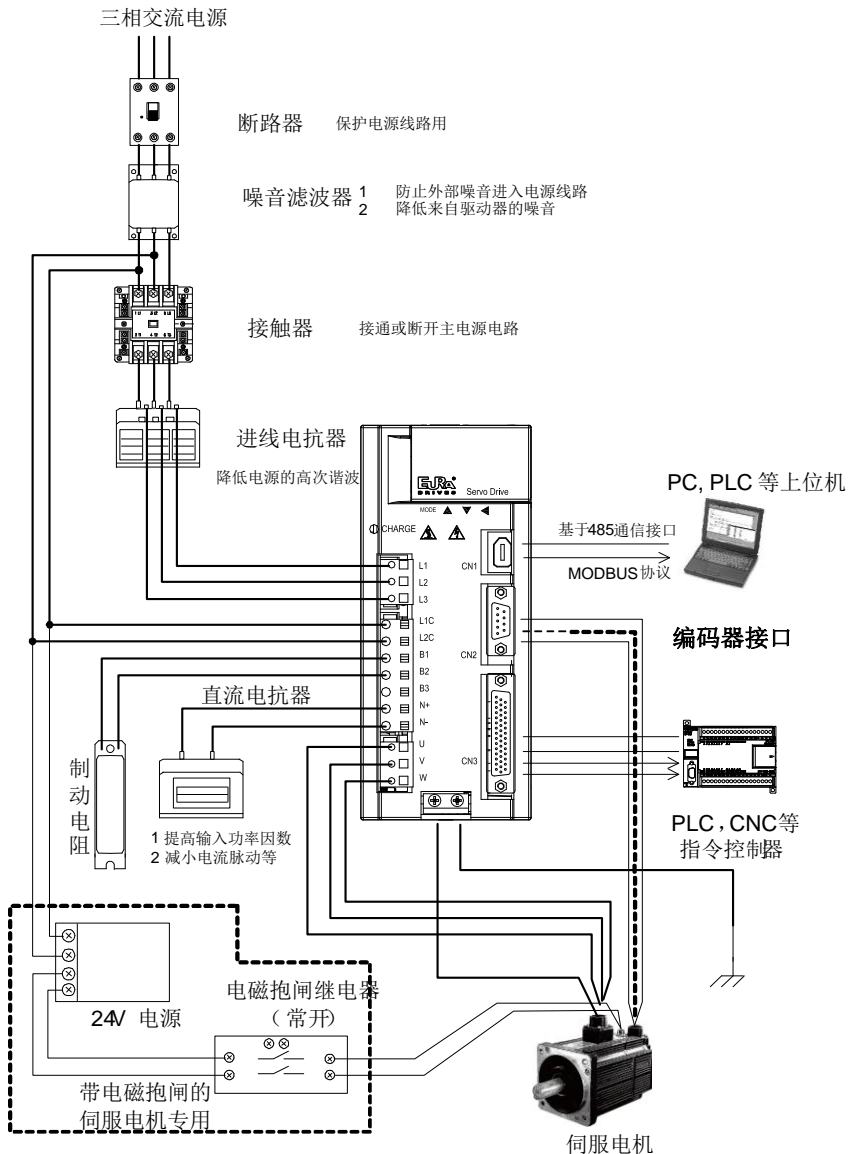 三相交流电源
断路器 保护电源线路用
噪音滤波器 1 防止外部噪音进入电源线路
2 降低来自驱动器的噪音
接触器 接通或断开主电源电路
进线电抗器
降低电源的高次谐波
EURA
DRIVES
Servo Drive
MODE
CHARGE
L1
L2
L3
L1C
L2C
B1
B2
B3
N+
N-
U
V
W
CN1
CN2
CN3
PC, PLC 等上位机
基于485通信接口
MODBUS 协议
编码器接口
直流电抗器
制动电阻
1 提高输入功率因数
2 减小电流脉动等
PLC，CNC等
指令控制器
24V 电源
电磁抱闸继电器
（常开）
带电磁抱闸的
伺服电机专用
伺服电机